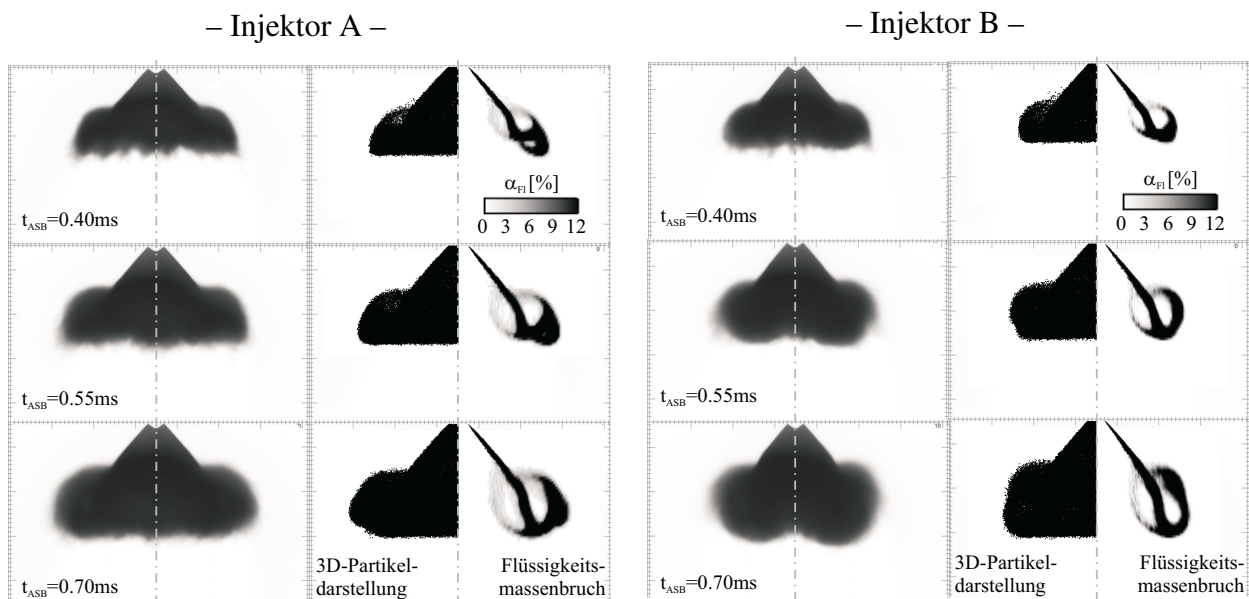 – Injektor A –
– Injektor B –
α_Fl [%]
0 3 6 9 12
t_ASB=0.40ms
t_ASB=0.55ms
3D-Partikel-
darstellung
Flüssigkeits-
massenbruch
t_ASB=0.70ms
α_Fl [%]
0 3 6 9 12
t_ASB=0.40ms
t_ASB=0.55ms
3D-Partikel-
darstellung
Flüssigkeits-
massenbruch
t_ASB=0.70ms